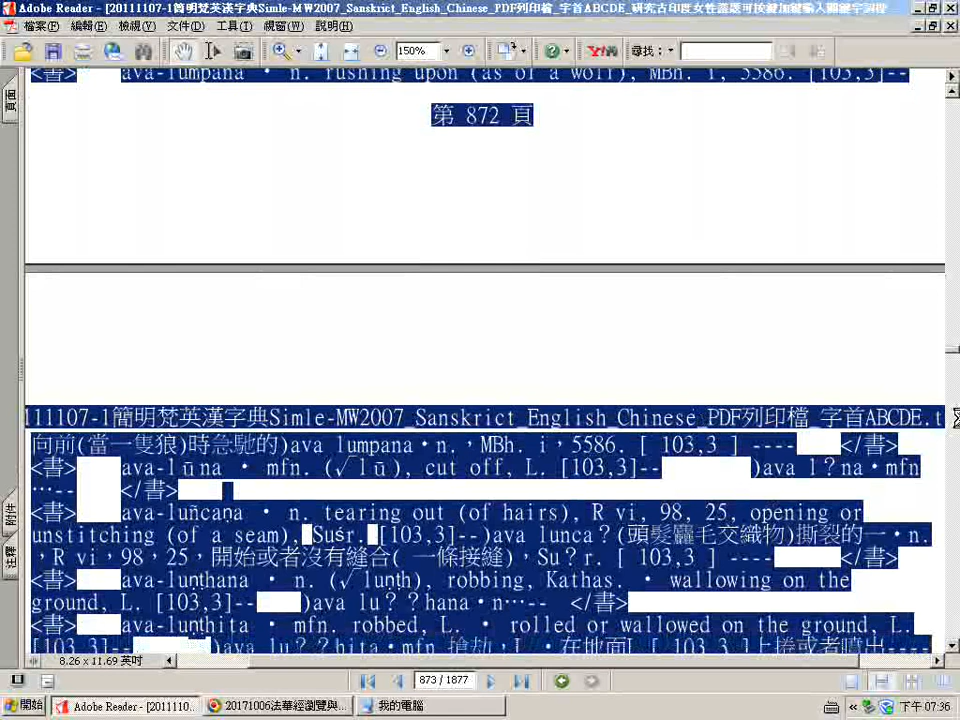 Adobe Reader - [20111107-1簡明梵英漢字典Simle-MW2007_Sanskrict_English_Chinese_PDF列印檔_字首ABCDE_研究古印度女性議題可按
檔案(F) 編輯(E) 檢視(V) 文件(D) 工具(T) 視窗(W) 說明(H)
150% 尋找:
頁面
<書> ava-lumpana • n. rushing upon (as of a wolf), MBh. i, 5586. [103,3]--
第 872 頁
111107-1簡明梵英漢字典Simle-MW2007_Sanskrict_English_Chinese_PDF列印檔_字首ABCDE.t
向前(當一隻狼)時急馳的)ava lumpana•n.，MBh. i，5586. [ 103,3 ] ---- </書>
<書> ava-lūna • mfn. (√lū), cut off, L. [103,3]-- )ava l？na•mfn
…-- </書>
<書> ava-luñcana • n. tearing out (of hairs), R vi, 98, 25, opening or
unstitching (of a seam), Suśr. [103,3]--)ava lunca？(頭髮毛交織物)撕裂的一•n.
，R vi，98，25，開始或者沒有縫合( 一條接縫)，Su？r. [ 103,3 ] ---- </書>
<書> ava-luṇṭhana • n. (√luṇṭh), robbing, Kathas. • wallowing on the
ground, L. [103,3]-- )ava lu？？hana•n…-- </書>
<書> ava-luṇṭhita • mfn. robbed, L. • rolled or wallowed on the ground, L.
[103,3]-- )ava lu？？hita•mfn 搶劫，L •在地面[ 103,3 ]上捲或者噴出----
附件
注釋
8.26 x 11.69 英吋
873 / 1877
開始 Adobe Reader - [2011110... 20171006法華經瀏覽與... 我的電腦 下午 07:36